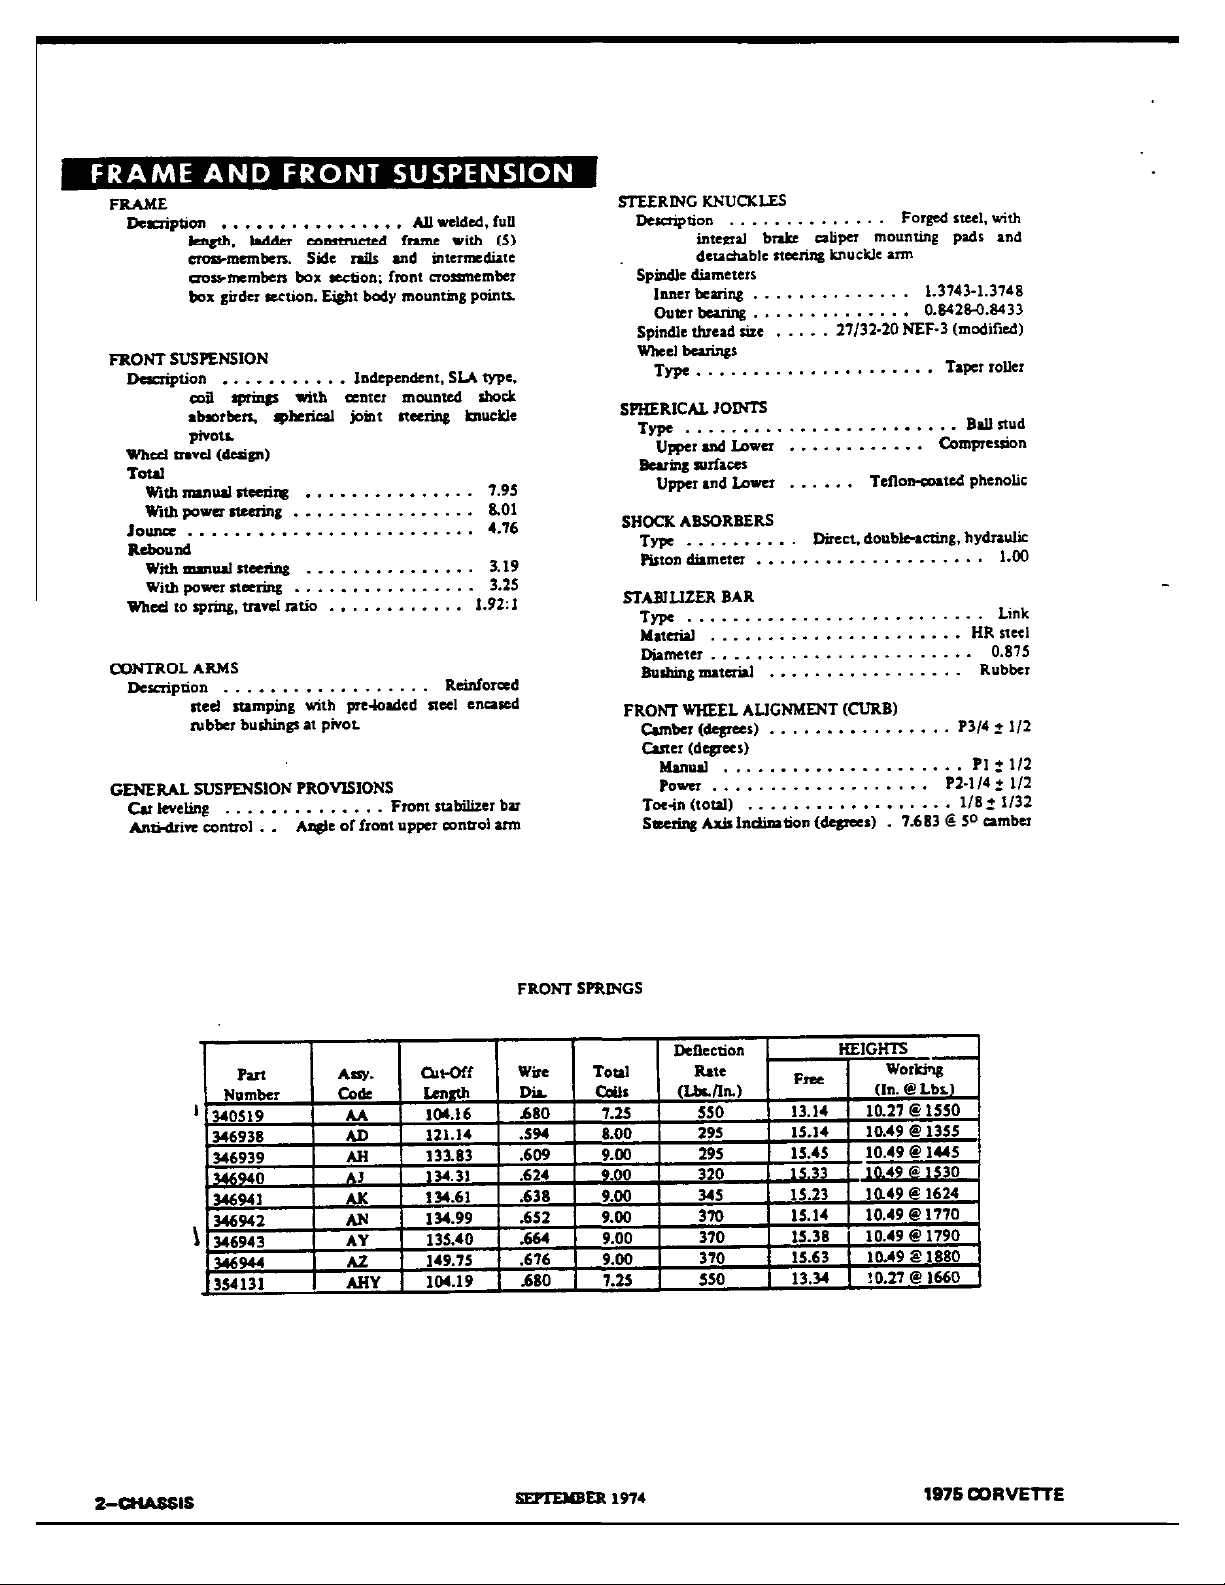 FRAME AND FRONT SUSPENSION
FRAME
Description . . . . . . . . . . . . . . . . All welded, full
length, ladder constructed frame with (5)
cross-members. Side rails and intermediate
cross-members box section; front crossmember
box girder section. Eight body mounting points.
FRONT SUSPENSION
Description . . . . . . . . . . . Independent, SLA type,
coil springs with center mounted shock
absorbers, spherical joint steering knuckle
pivots.
Wheel travel (design)
Total
With manual steering . . . . . . . . . . . . . . . 7.95
With power steering . . . . . . . . . . . . . . . . 8.01
Jounce . . . . . . . . . . . . . . . . . . . . . . . . . 4.76
Rebound
With manual steering . . . . . . . . . . . . . . . 3.19
With power steering . . . . . . . . . . . . . . . . 3.25
Wheel to spring, travel ratio . . . . . . . . . . . . 1.92:1
CONTROL ARMS
Description . . . . . . . . . . . . . . . . . . Reinforced
steel stamping with pre-loaded steel encased
rubber bushings at pivot.
GENERAL SUSPENSION PROVISIONS
Car leveling . . . . . . . . . . . . . . Front stabilizer bar
Anti-drive control . . Angle of front upper control arm
STEERING KNUCKLES
Description . . . . . . . . . . . . . . Forged steel, with
integral brake caliper mounting pads and
detachable steering knuckle arm
Spindle diameters
Inner bearing . . . . . . . . . . . . . . 1.3743-1.3748
Outer bearing . . . . . . . . . . . . . . 0.8428-0.8433
Spindle thread size . . . . . 27/32-20 NEF-3 (modified)
Wheel bearings
Type . . . . . . . . . . . . . . . . . . . . . Taper roller
SPHERICAL JOINTS
Type . . . . . . . . . . . . . . . . . . . . . . . . Ball stud
Upper and Lower . . . . . . . . . . . . Compression
Bearing surfaces
Upper and Lower . . . . . . Teflon-coated phenolic
SHOCK ABSORBERS
Type . . . . . . . . . . Direct, double-acting, hydraulic
Piston diameter . . . . . . . . . . . . . . . . . . . . 1.00
STABILIZER BAR
Type . . . . . . . . . . . . . . . . . . . . . . . . . . Link
Material . . . . . . . . . . . . . . . . . . . . . . HR steel
Diameter . . . . . . . . . . . . . . . . . . . . . . . 0.875
Bushing material . . . . . . . . . . . . . . . . . Rubber
FRONT WHEEL ALIGNMENT (CURB)
Camber (degrees) . . . . . . . . . . . . . . . . P3/4 ± 1/2
Caster (degrees)
Manual . . . . . . . . . . . . . . . . . . . . . P1 ± 1/2
Power . . . . . . . . . . . . . . . . . . . P2-1/4 ± 1/2
Toe-in (total) . . . . . . . . . . . . . . . . . . 1/8 ± 1/32
Steering Axis Inclination (degrees) . 7.683 @ 5º camber
FRONT SPRINGS
Part Number | Assy. Code | Cut-Off Length | Wire Dia. | Total Coils | Deflection Rate (Lbs./In.) | HEIGHTS Free | Working (In. @ Lbs.)
340519 AA 104.16 .680 7.25 550 13.14 10.27 @ 1550
346938 AD 121.14 .594 8.00 295 15.14 10.49 @ 1355
346939 AH 133.83 .609 9.00 295 15.45 10.49 @ 1445
346940 AJ 134.31 .624 9.00 320 15.33 10.49 @ 1530
346941 AK 134.61 .638 9.00 345 15.23 10.49 @ 1624
346942 AN 134.99 .652 9.00 370 15.14 10.49 @ 1770
346943 AY 135.40 .664 9.00 370 15.38 10.49 @ 1790
346944 AZ 149.75 .676 9.00 370 15.63 10.49 @ 1880
354131 AHY 104.19 .680 7.25 550 13.34 10.27 @ 1660
2-CHASSIS SEPTEMBER 1974 1975 CORVETTE